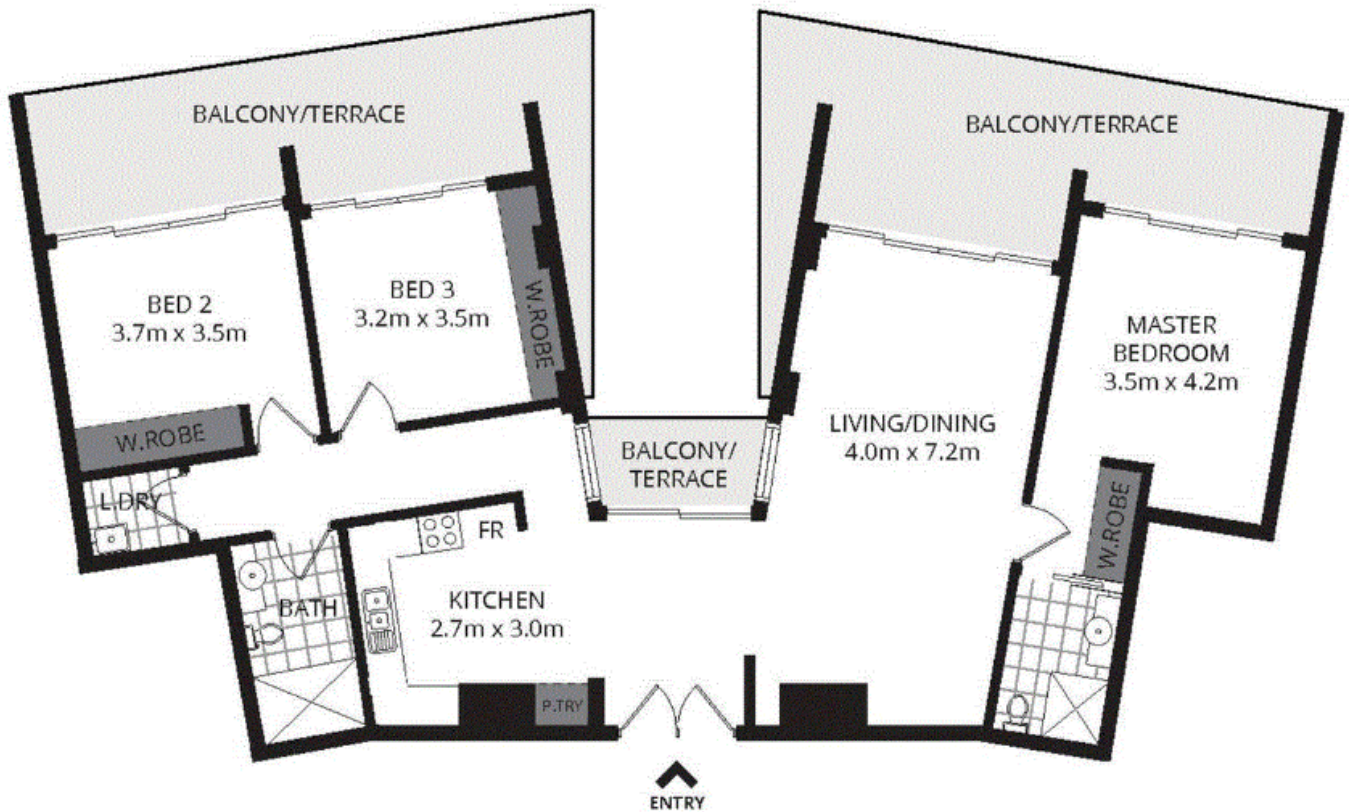 BALCONY/TERRACE
BALCONY/TERRACE
BED 2
3.7m x 3.5m
BED 3
3.2m x 3.5m
W.ROBE
MASTER
BEDROOM
3.5m x 4.2m
LIVING/DINING
4.0m x 7.2m
W.ROBE
BALCONY/
TERRACE
L.DRY
W.ROBE
FR
BATH
KITCHEN
2.7m x 3.0m
P.TRY
ENTRY